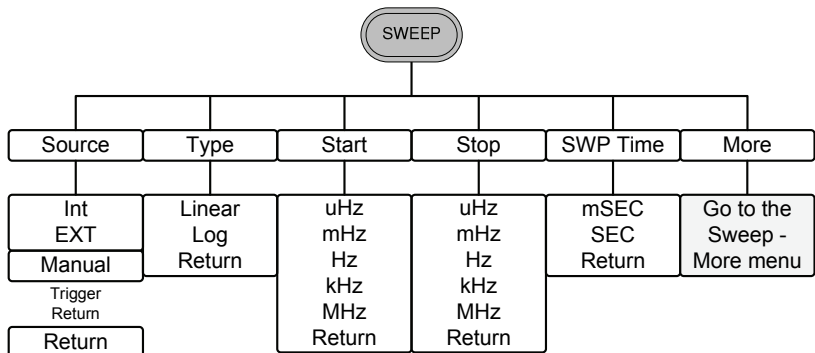 SWEEP
Source
Type
Start
Stop
SWP Time
More
Int
EXT
Manual
Trigger
Return
Return
Linear
Log
Return
uHz
mHz
Hz
kHz
MHz
Return
uHz
mHz
Hz
kHz
MHz
Return
mSEC
SEC
Return
Go to the
Sweep -
More menu